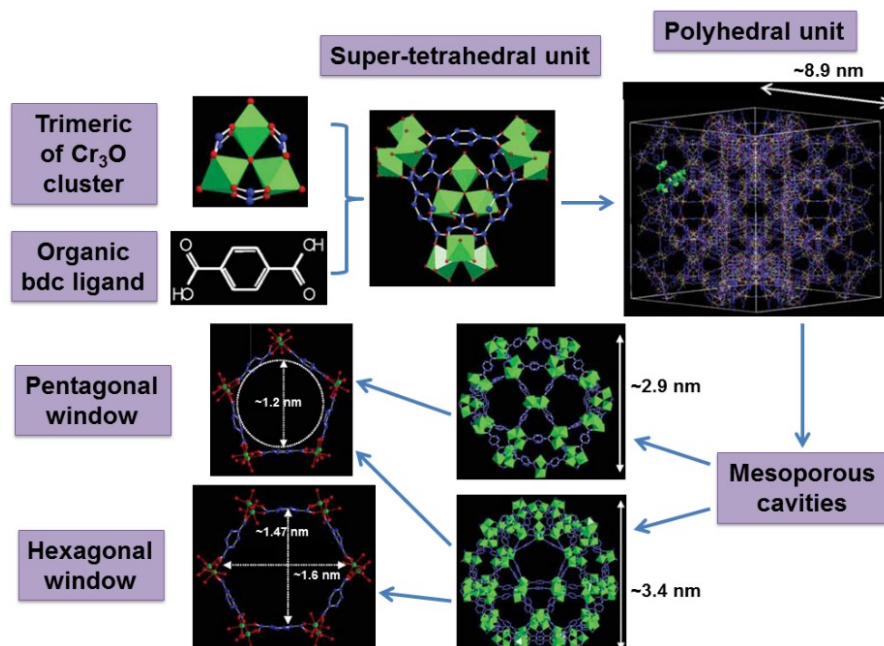 Polyhedral unit
Super-tetrahedral unit
~8.9 nm
Trimeric
of Cr₃O
cluster
Organic
bdc ligand
O
OH
HO
O
Pentagonal
window
~1.2 nm
~2.9 nm
Mesoporous
cavities
Hexagonal
window
~1.47 nm
~1.6 nm
~3.4 nm